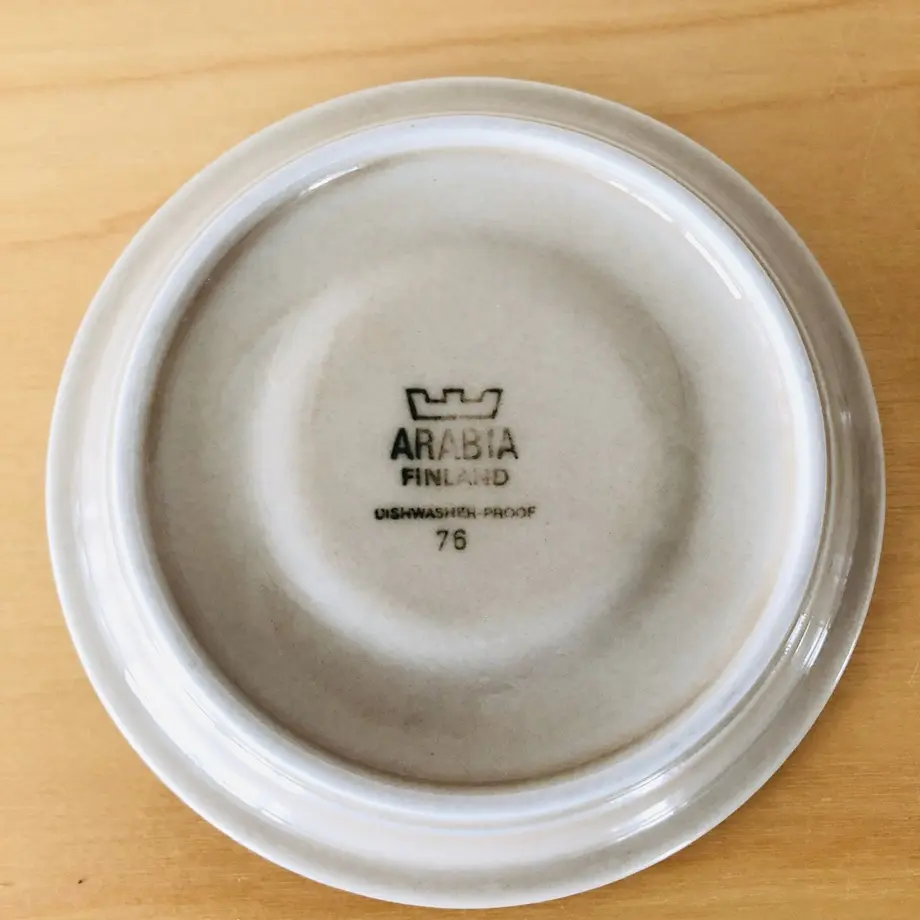 ARABIA
FINLAND
DISHWASHER-PROOF
76